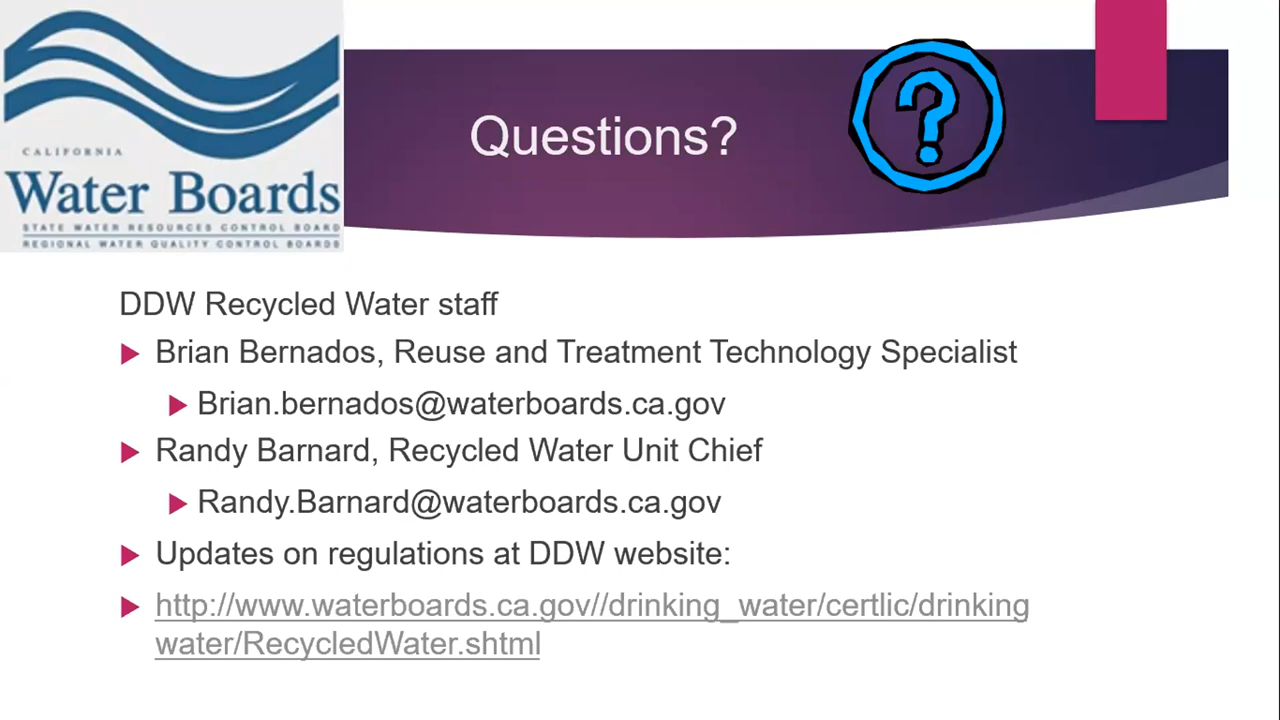 CALIFORNIA
Water Boards
STATE WATER RESOURCES CONTROL BOARD
REGIONAL WATER QUALITY CONTROL BOARDS
Questions?
?
DDW Recycled Water staff
Brian Bernados, Reuse and Treatment Technology Specialist
Brian.bernados@waterboards.ca.gov
Randy Barnard, Recycled Water Unit Chief
Randy.Barnard@waterboards.ca.gov
Updates on regulations at DDW website:
http://www.waterboards.ca.gov//drinking_water/certlic/drinking
water/RecycledWater.shtml